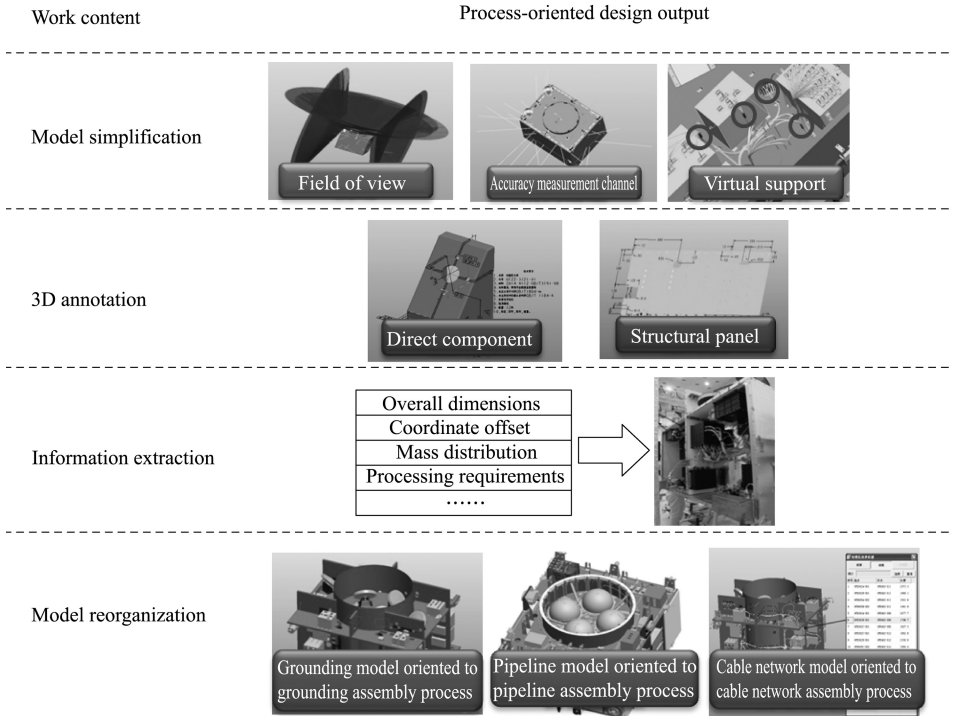 Work content
Process-oriented design output
Model simplification
Field of view
Accuracy measurement channel
Virtual support
3D annotation
Direct component
Structural panel
Information extraction
Overall dimensions
Coordinate offset
Mass distribution
Processing requirements
……
Model reorganization
Grounding model oriented to
grounding assembly process
Pipeline model oriented to
pipeline assembly process
Cable network model oriented to
cable network assembly process